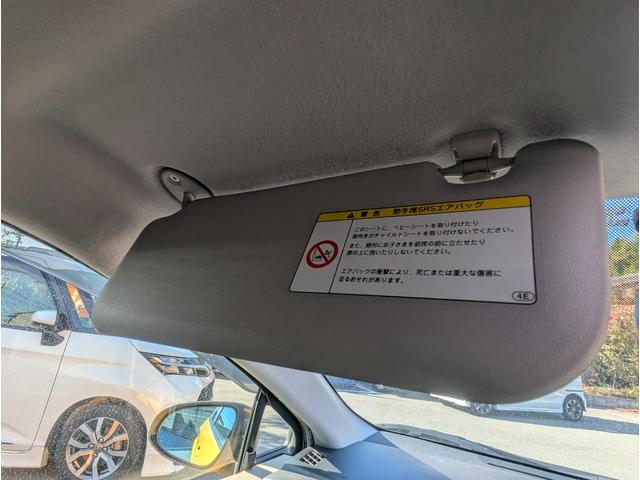 警告 助手席SRSエアバッグ
このシートに、ベビーシートを取り付けたり
後向きのチャイルドシートを取り付けないでください。
また、絶対にお子さまを前席の前に立たせたり
膝の上に抱いたりしないでください。
エアバッグの衝撃により、死亡または重大な傷害に
至るおそれがあります。
4E